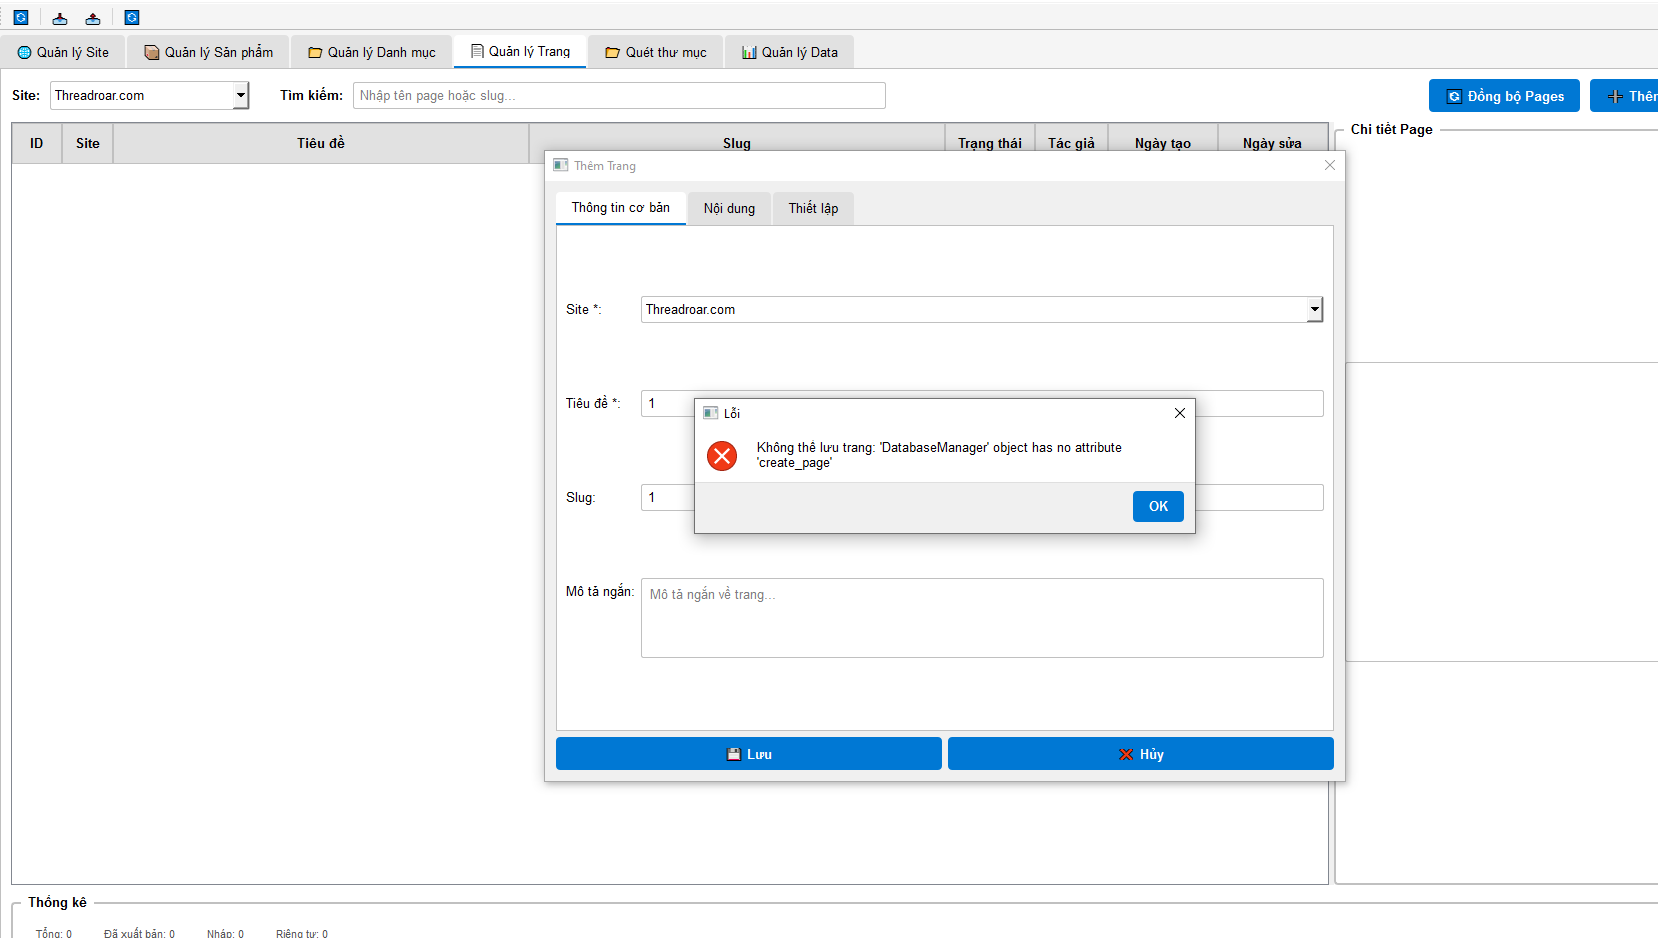 Quản lý Site
Quản lý Sản phẩm
Quản lý Danh mục
Quản lý Trang
Quét thư mục
Quản lý Data
Site:
Threadroar.com
Tìm kiếm:
Nhập tên page hoặc slug...
Đồng bộ Pages
ID
Site
Tiêu đề
Slug
Trạng thái
Tác giả
Ngày tạo
Ngày sửa
Chi tiết Page
Thêm Trang
Thông tin cơ bản
Nội dung
Thiết lập
Site *:
Threadroar.com
Tiêu đề *:
1
Lỗi
Không thể lưu trang: 'DatabaseManager' object has no attribute
'create_page'
OK
Slug:
1
Mô tả ngắn:
Mô tả ngắn về trang...
Lưu
Hủy
Thống kê
Tổng: 0
Đã xuất bản: 0
Nháp: 0
Riêng tư: 0